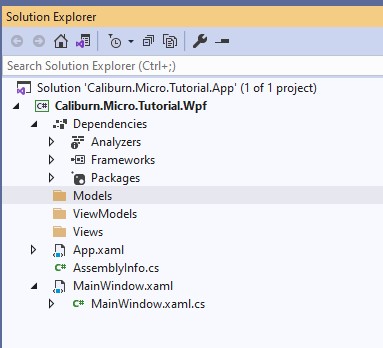 Solution Explorer
Search Solution Explorer (Ctrl+;)
Solution 'Caliburn.Micro.Tutorial.App' (1 of 1 project)
C# Caliburn.Micro.Tutorial.Wpf
Dependencies
Analyzers
Frameworks
Packages
Models
ViewModels
Views
App.xaml
C# AssemblyInfo.cs
MainWindow.xaml
C# MainWindow.xaml.cs